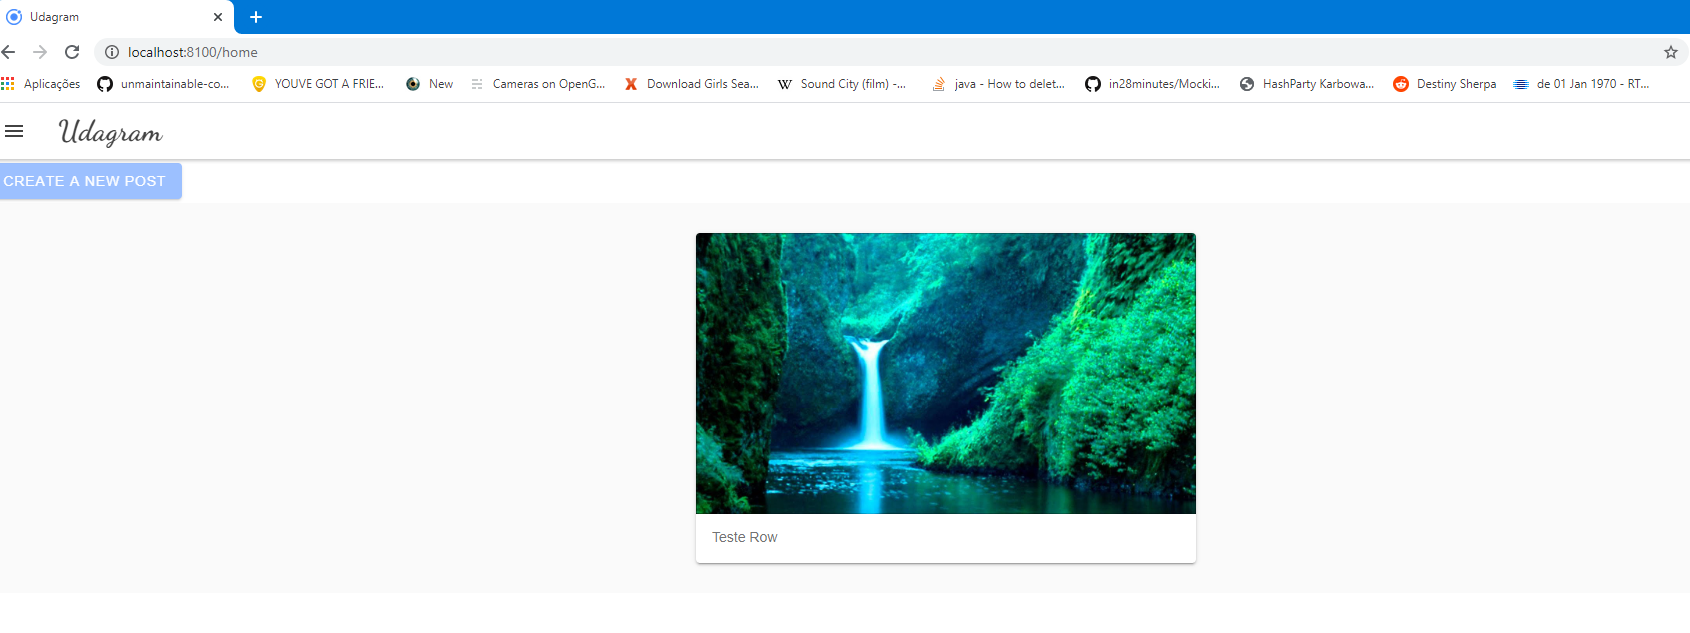 Udagram
localhost:8100/home
Aplicações unmaintainable-co... YOUVE GOT A FRIE... New Cameras on OpenG... Download Girls Sea... Sound City (film) -... java - How to delet... in28minutes/Mocki... HashParty Karbowa... Destiny Sherpa de 01 Jan 1970 - RT...
Udagram
CREATE A NEW POST
Teste Row